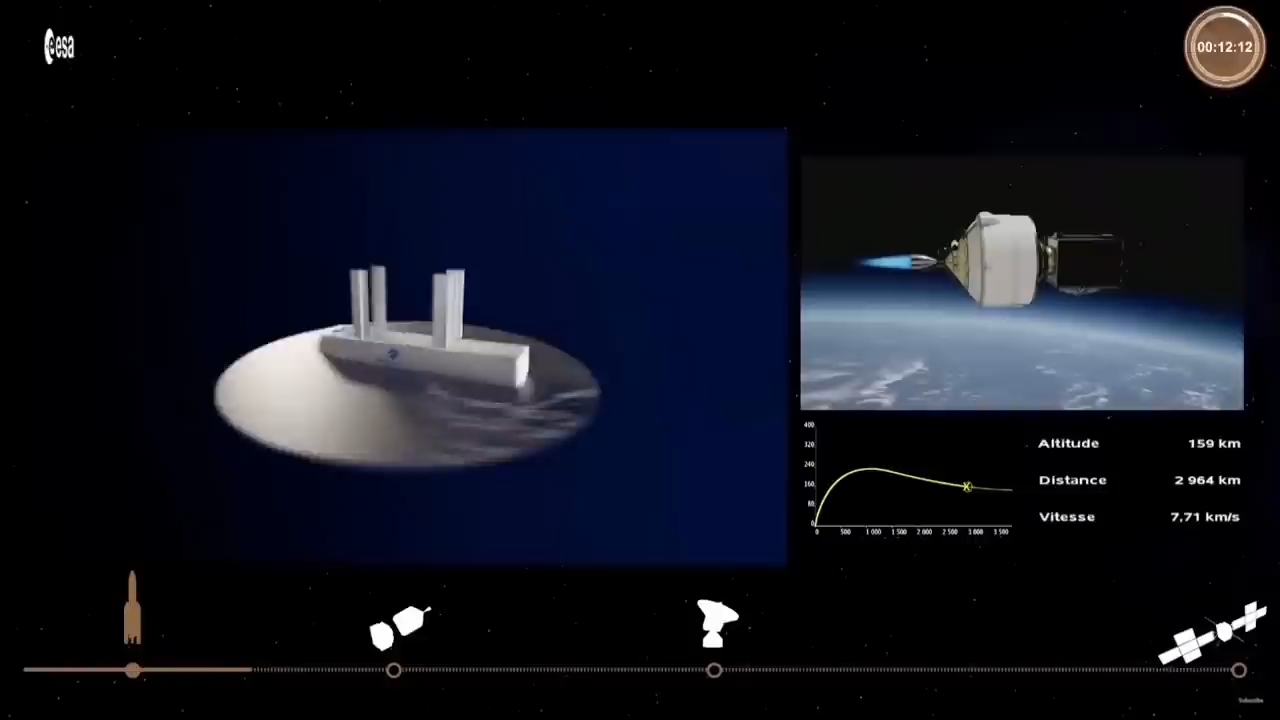 esa
00:12:12
400
320
240
160
80
0
0 500 1 000 1 500 2 000 2 500 3 000 3 500
Altitude 159 km
Distance 2 964 km
Vitesse 7,71 km/s
Subscribe